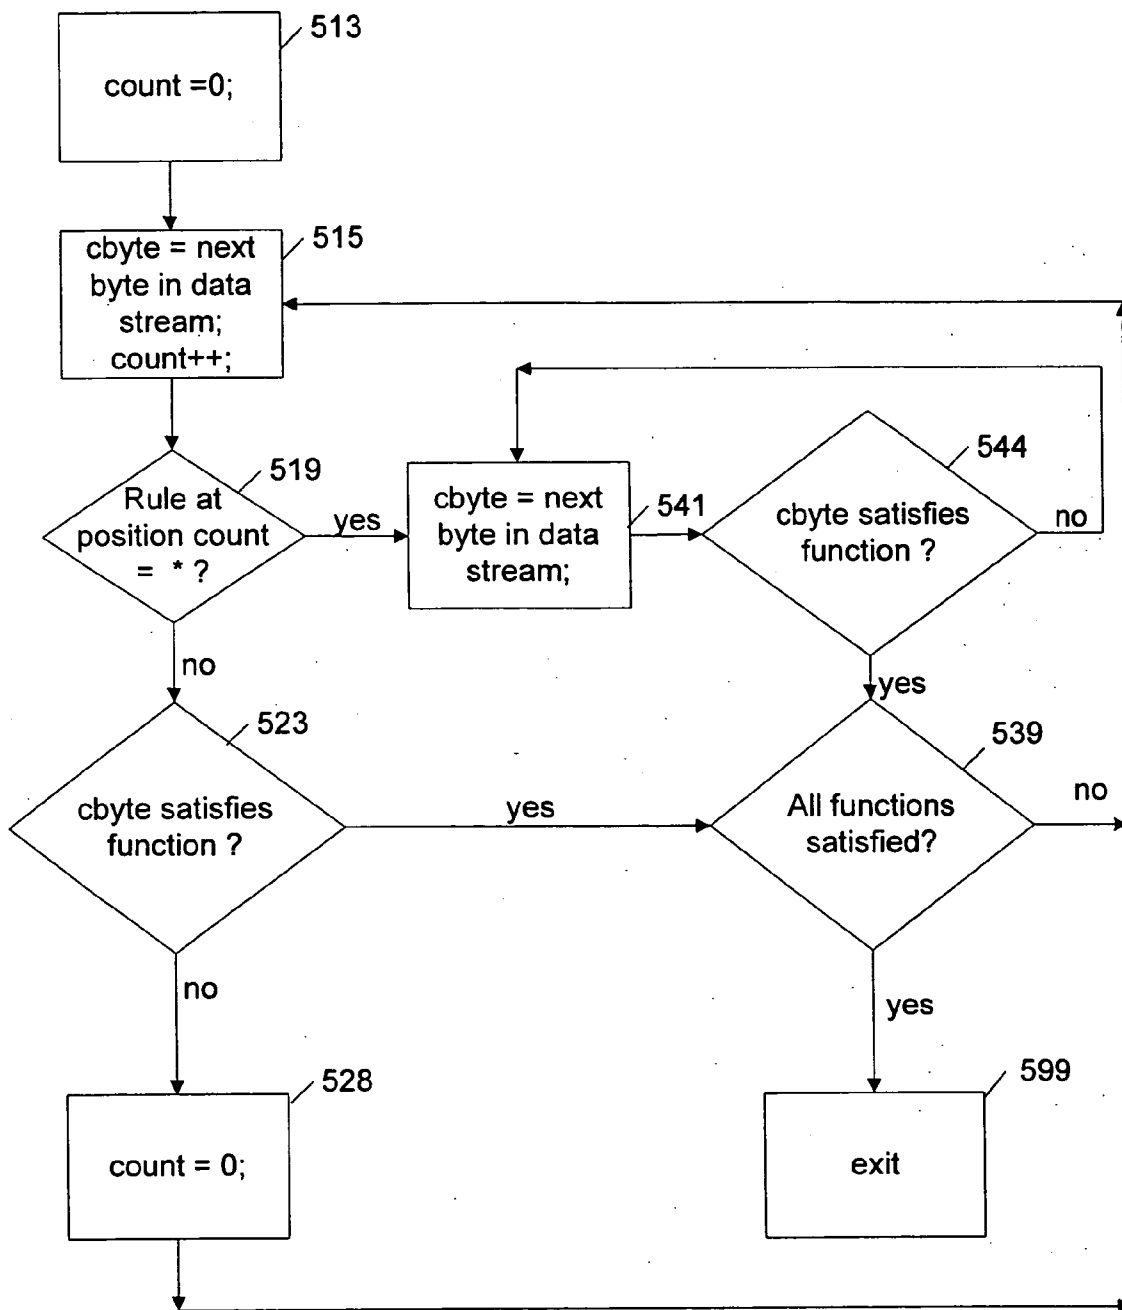 513
count =0;
515
cbyte = next
byte in data
stream;
count++;
519
Rule at
position count
= * ?
yes
cbyte = next
byte in data
stream;
541
544
cbyte satisfies
function ?
no
no
yes
523
cbyte satisfies
function ?
yes
539
All functions
satisfied?
no
no
yes
528
count = 0;
599
exit